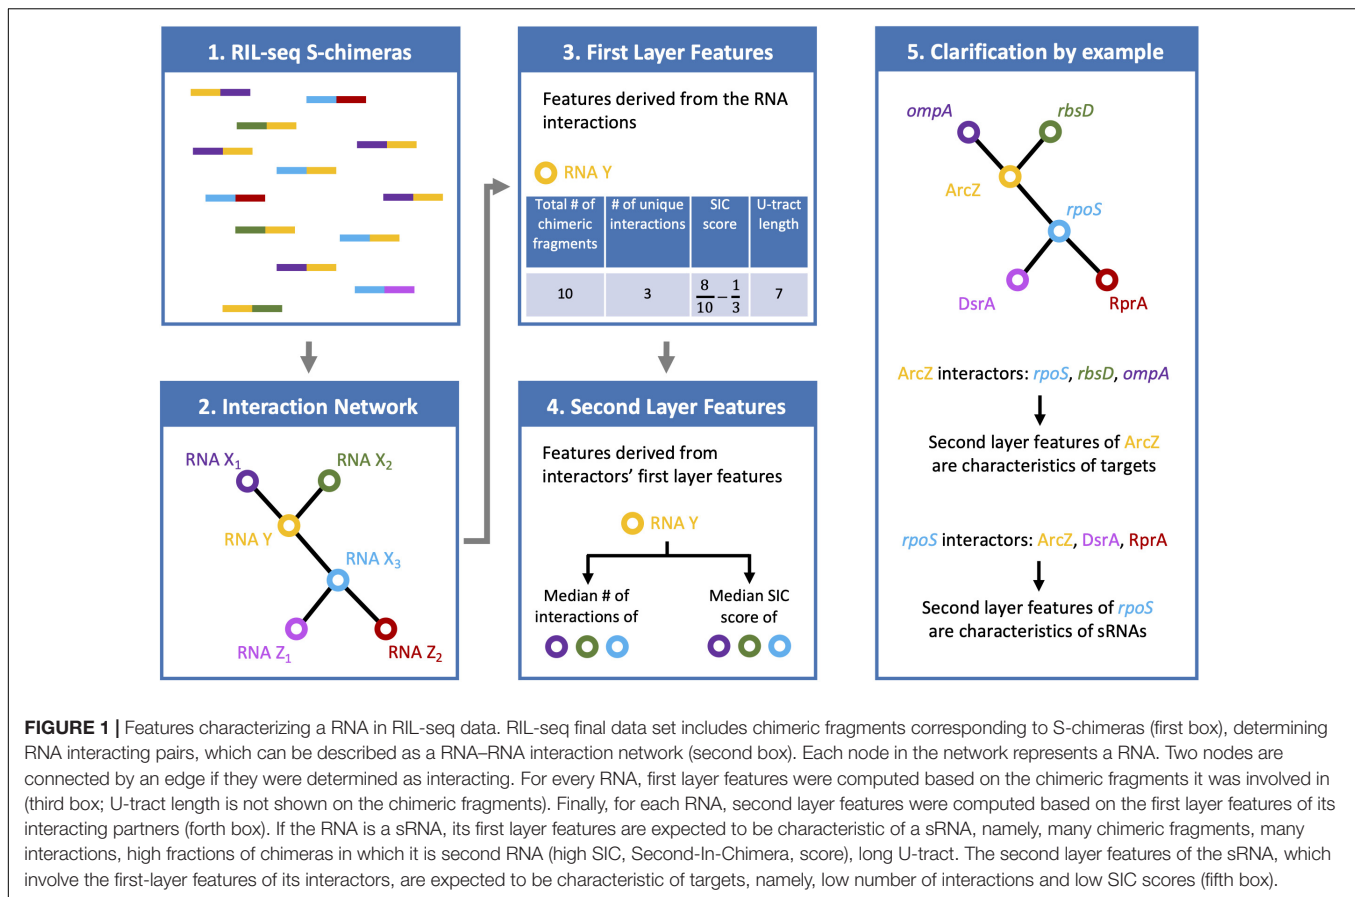 1. RIL-seq S-chimeras
2. Interaction Network
RNA X1
RNA X2
RNA Y
RNA X3
RNA Z1
RNA Z2
3. First Layer Features
Features derived from the RNA
interactions
RNA Y
Total # of
chimeric
fragments
# of unique
interactions
SIC
score
U-tract
length
10
3
8/10 − 1/3
7
4. Second Layer Features
Features derived from
interactors’ first layer features
RNA Y
Median # of
interactions of
Median SIC
score of
5. Clarification by example
ompA
rbsD
ArcZ
rpoS
DsrA
RprA
ArcZ interactors: rpoS, rbsD, ompA
Second layer features of ArcZ
are characteristics of targets
rpoS interactors: ArcZ, DsrA, RprA
Second layer features of rpoS
are characteristics of sRNAs
FIGURE 1 | Features characterizing a RNA in RIL-seq data. RIL-seq final data set includes chimeric fragments corresponding to S-chimeras (first box), determining
RNA interacting pairs, which can be described as a RNA–RNA interaction network (second box). Each node in the network represents a RNA. Two nodes are
connected by an edge if they were determined as interacting. For every RNA, first layer features were computed based on the chimeric fragments it was involved in
(third box; U-tract length is not shown on the chimeric fragments). Finally, for each RNA, second layer features were computed based on the first layer features of its
interacting partners (forth box). If the RNA is a sRNA, its first layer features are expected to be characteristic of a sRNA, namely, many chimeric fragments, many
interactions, high fractions of chimeras in which it is second RNA (high SIC, Second-In-Chimera, score), long U-tract. The second layer features of the sRNA, which
involve the first-layer features of its interactors, are expected to be characteristic of targets, namely, low number of interactions and low SIC scores (fifth box).